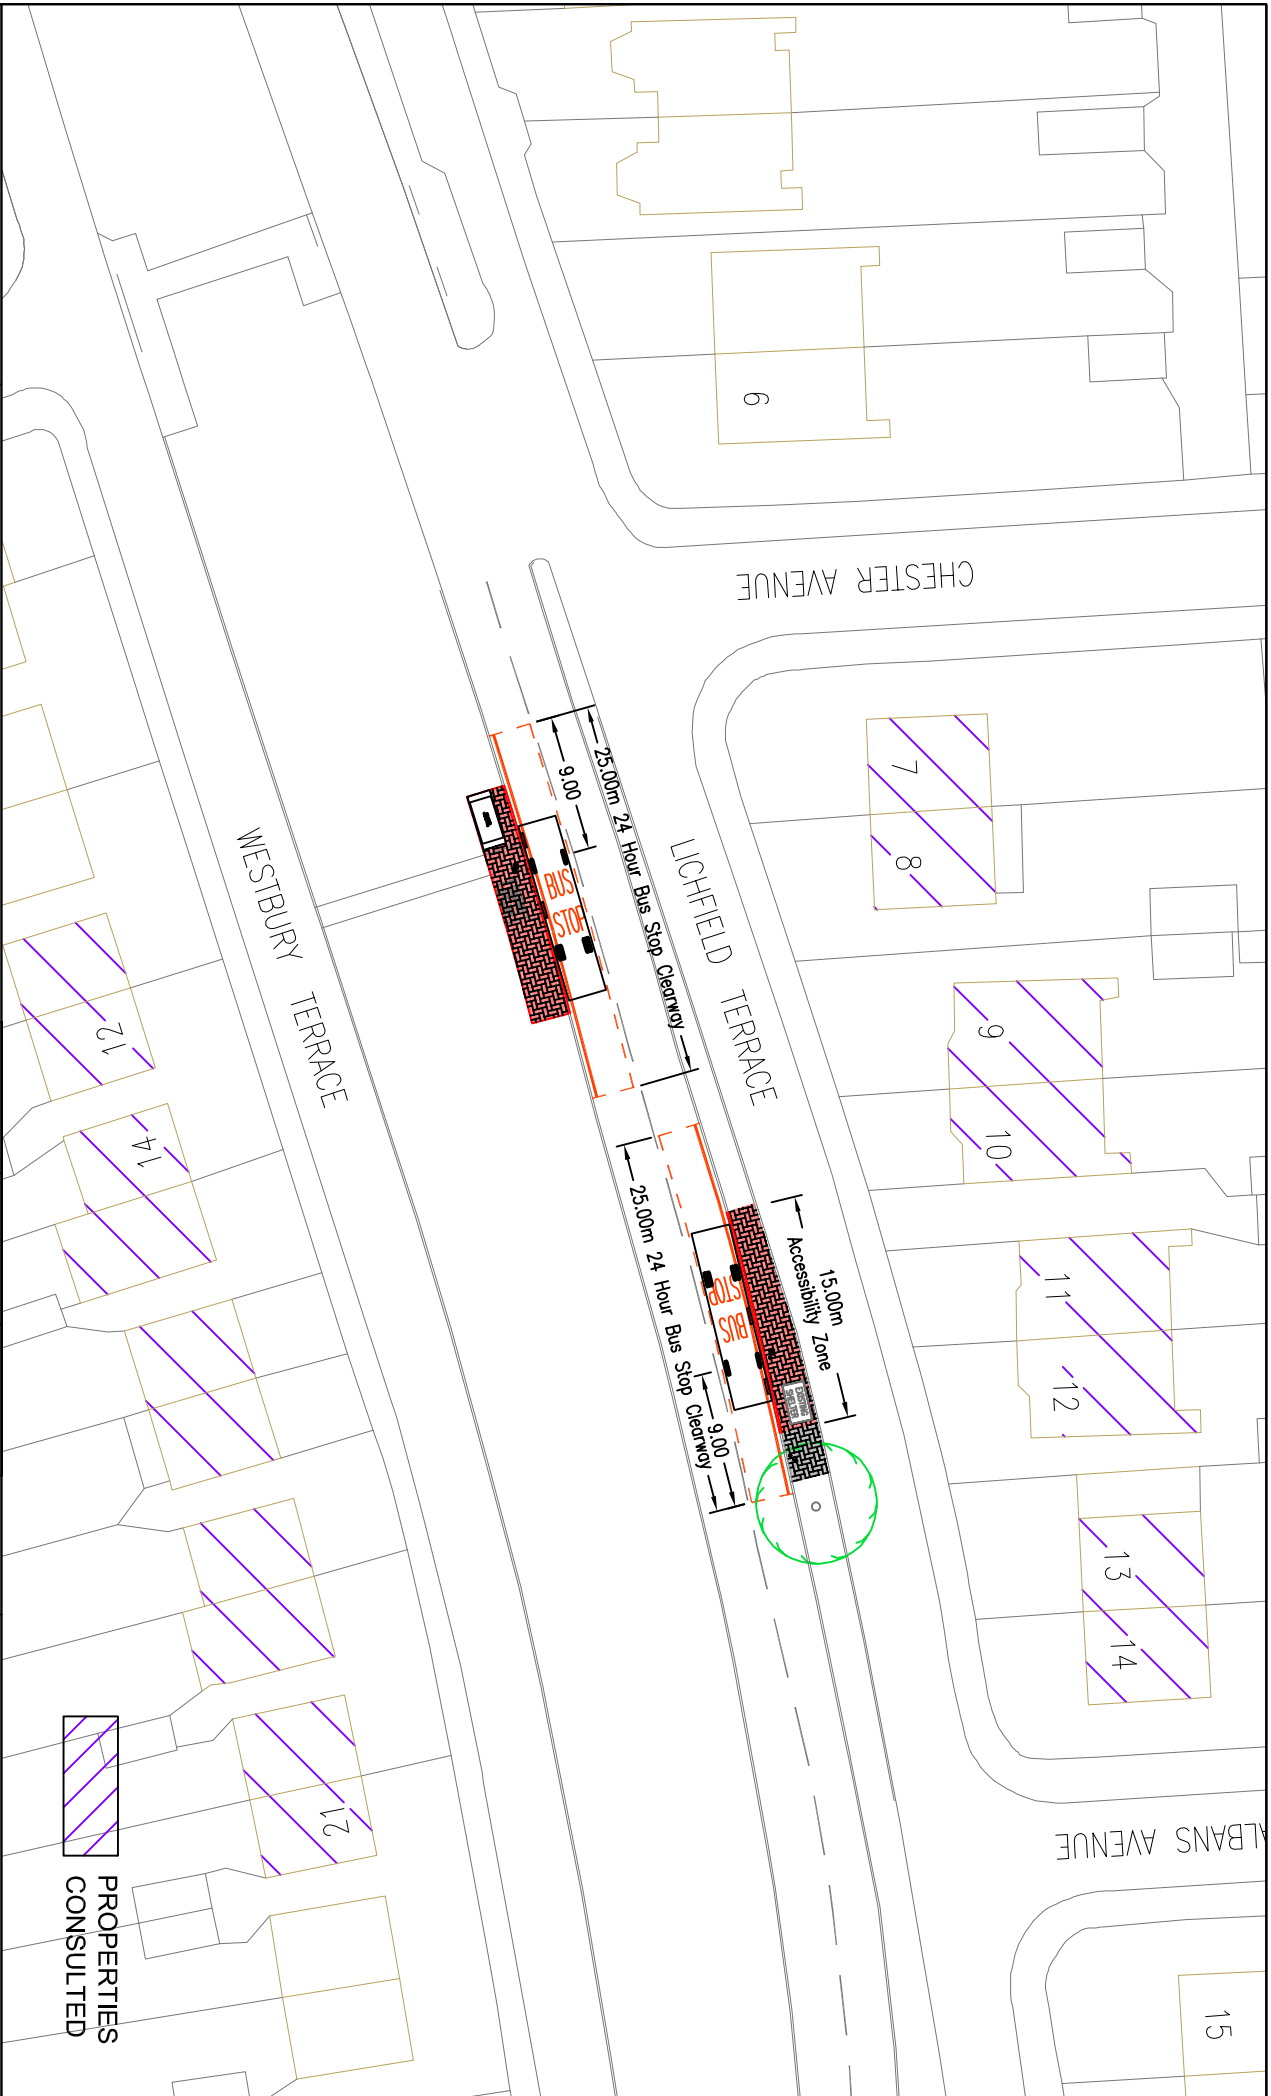 6
CHESTER AVENUE
7
8
9
10
11
12
13
14
15
ALBANS AVENUE
LICHFIELD TERRACE
25.00m 24 Hour Bus Stop Clearway
9.00
BUS
STOP
15.00m
Accessibility Zone
EXISTING
SHELTER
BUS
STOP
25.00m 24 Hour Bus Stop Clearway
9.00
WESTBURY TERRACE
12
14
21
PROPERTIES
CONSULTED